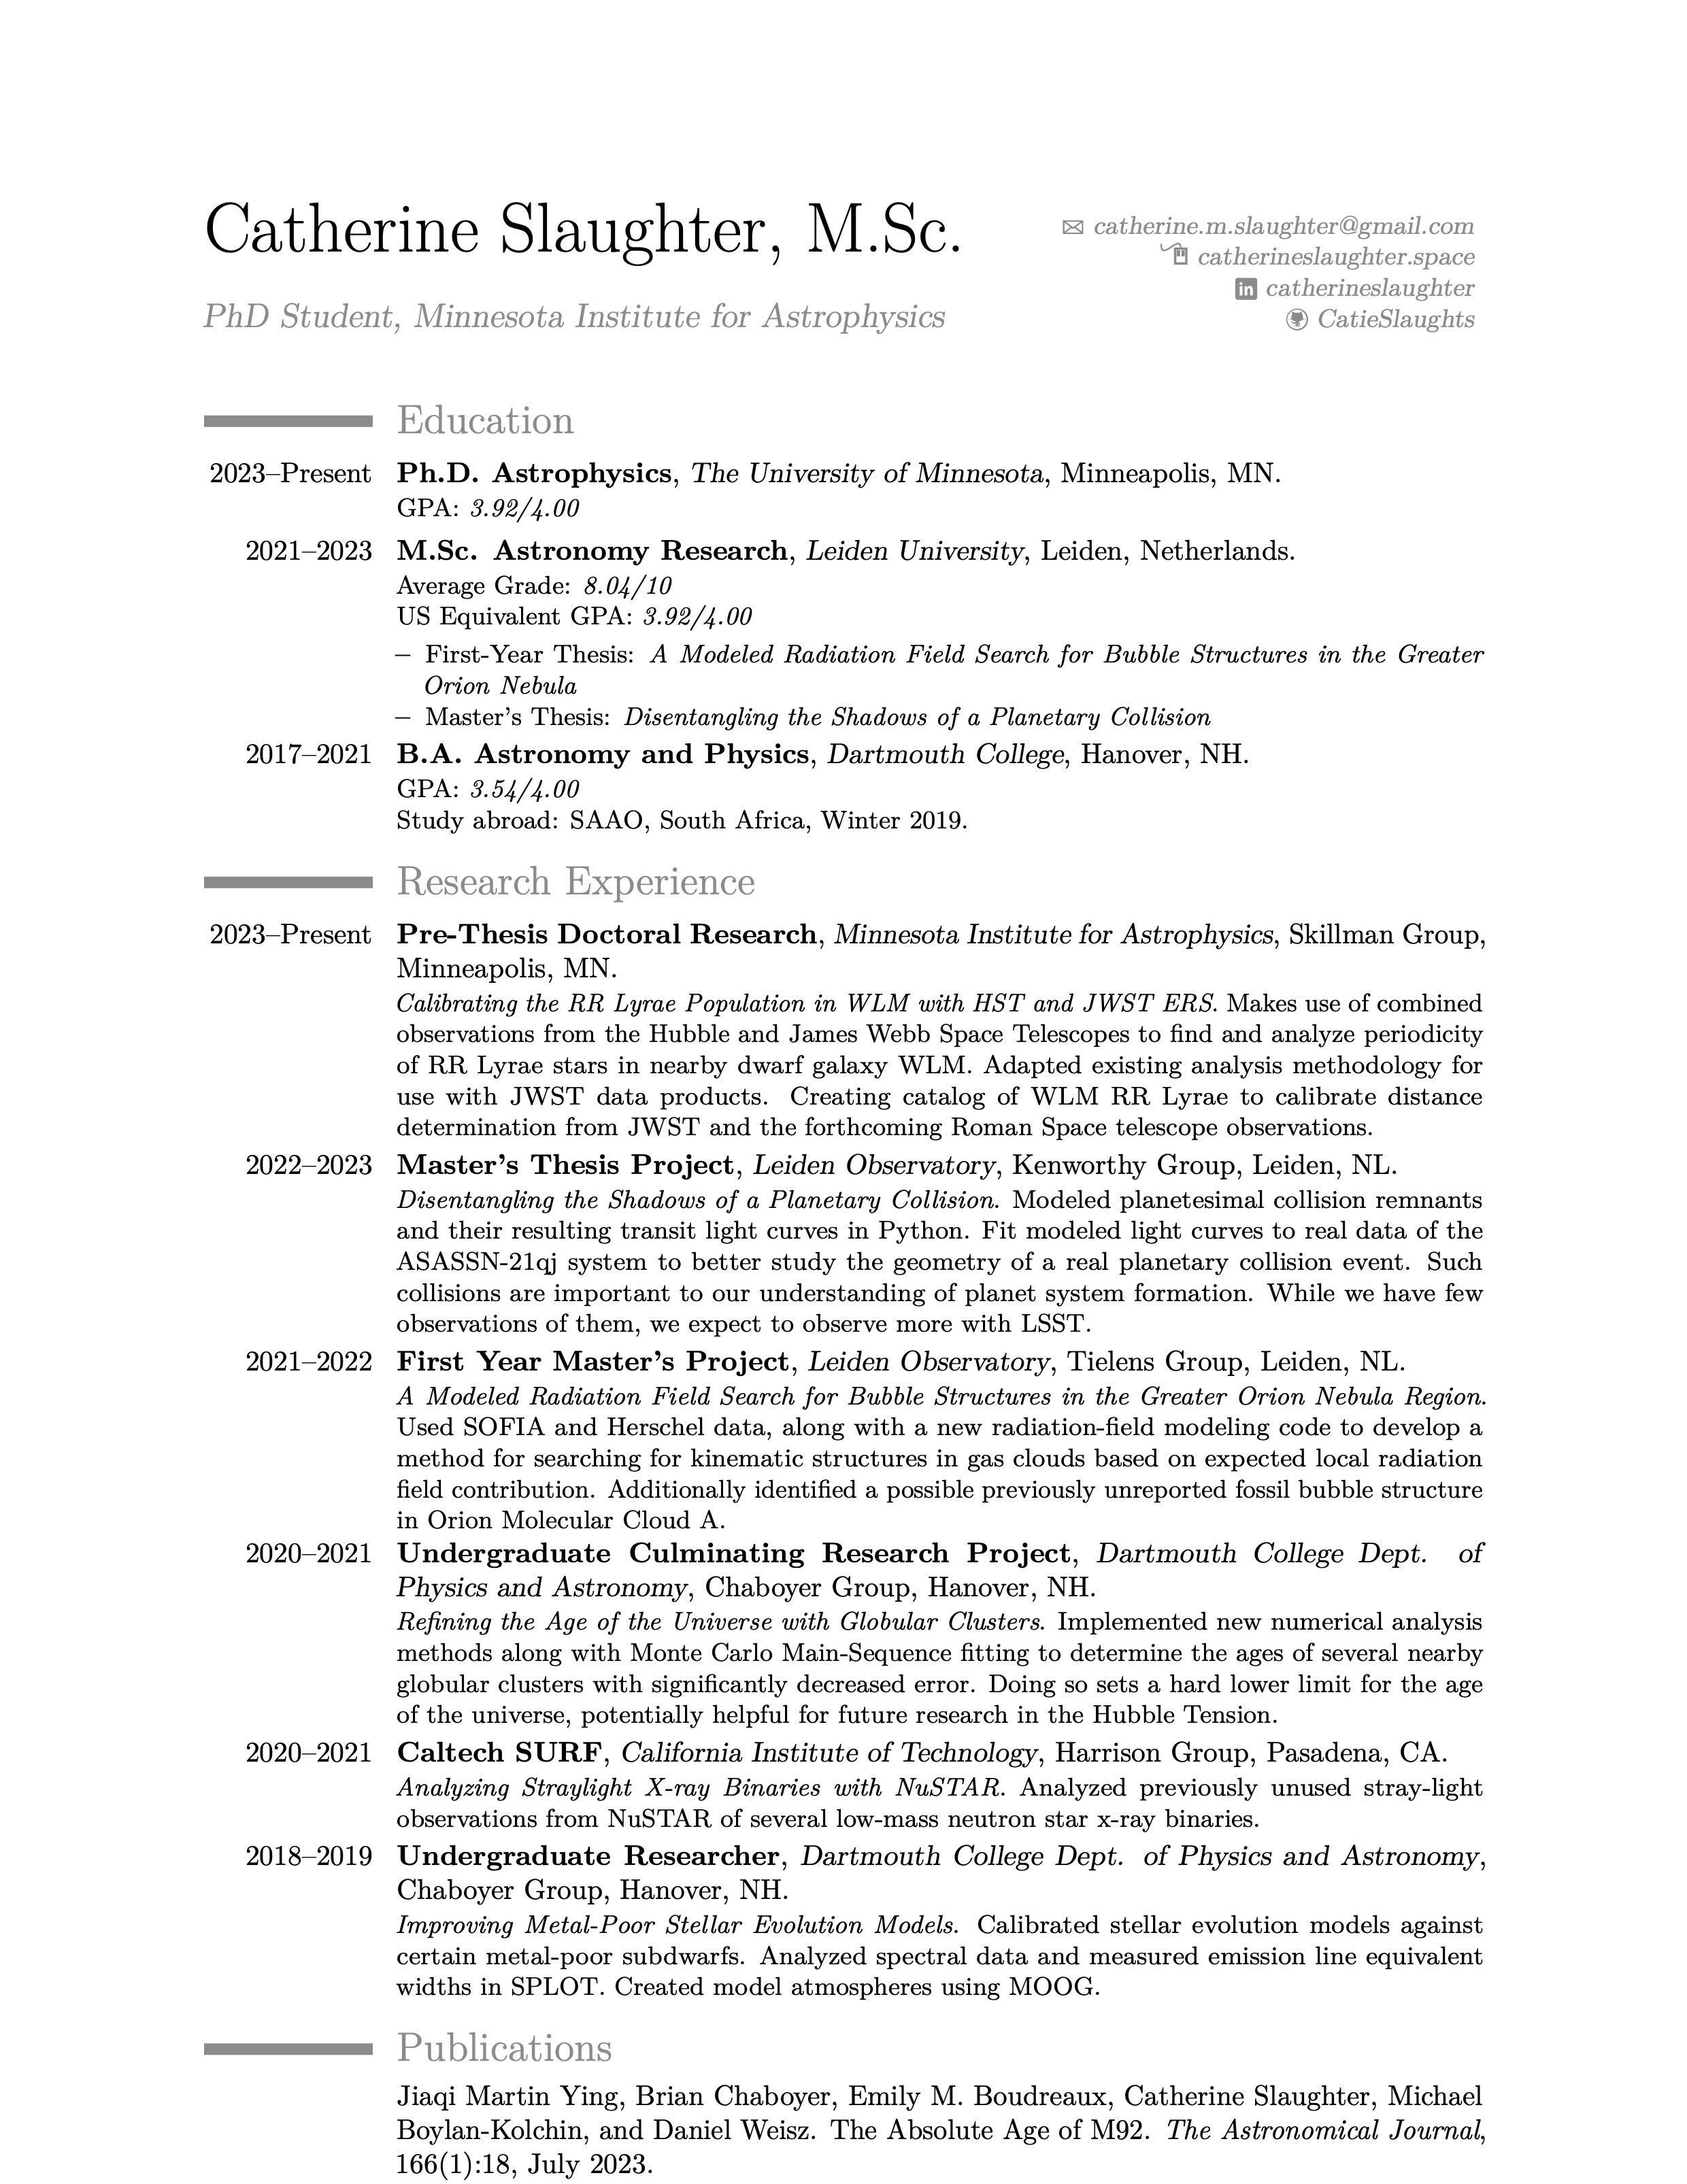 Catherine Slaughter, M.Sc.
PhD Student, Minnesota Institute for Astrophysics
catherine.m.slaughter@gmail.com
catherineslaughter.space
catherineslaughter
CatieSlaughts
Education
2023–Present Ph.D. Astrophysics, The University of Minnesota, Minneapolis, MN.
GPA: 3.92/4.00
2021–2023 M.Sc. Astronomy Research, Leiden University, Leiden, Netherlands.
Average Grade: 8.04/10
US Equivalent GPA: 3.92/4.00
– First-Year Thesis: A Modeled Radiation Field Search for Bubble Structures in the Greater
Orion Nebula
– Master's Thesis: Disentangling the Shadows of a Planetary Collision
2017–2021 B.A. Astronomy and Physics, Dartmouth College, Hanover, NH.
GPA: 3.54/4.00
Study abroad: SAAO, South Africa, Winter 2019.
Research Experience
2023–Present Pre-Thesis Doctoral Research, Minnesota Institute for Astrophysics, Skillman Group,
Minneapolis, MN.
Calibrating the RR Lyrae Population in WLM with HST and JWST ERS. Makes use of combined
observations from the Hubble and James Webb Space Telescopes to find and analyze periodicity
of RR Lyrae stars in nearby dwarf galaxy WLM. Adapted existing analysis methodology for
use with JWST data products. Creating catalog of WLM RR Lyrae to calibrate distance
determination from JWST and the forthcoming Roman Space telescope observations.
2022–2023 Master's Thesis Project, Leiden Observatory, Kenworthy Group, Leiden, NL.
Disentangling the Shadows of a Planetary Collision. Modeled planetesimal collision remnants
and their resulting transit light curves in Python. Fit modeled light curves to real data of the
ASASSN-21qj system to better study the geometry of a real planetary collision event. Such
collisions are important to our understanding of planet system formation. While we have few
observations of them, we expect to observe more with LSST.
2021–2022 First Year Master's Project, Leiden Observatory, Tielens Group, Leiden, NL.
A Modeled Radiation Field Search for Bubble Structures in the Greater Orion Nebula Region.
Used SOFIA and Herschel data, along with a new radiation-field modeling code to develop a
method for searching for kinematic structures in gas clouds based on expected local radiation
field contribution. Additionally identified a possible previously unreported fossil bubble structure
in Orion Molecular Cloud A.
2020–2021 Undergraduate Culminating Research Project, Dartmouth College Dept. of
Physics and Astronomy, Chaboyer Group, Hanover, NH.
Refining the Age of the Universe with Globular Clusters. Implemented new numerical analysis
methods along with Monte Carlo Main-Sequence fitting to determine the ages of several nearby
globular clusters with significantly decreased error. Doing so sets a hard lower limit for the age
of the universe, potentially helpful for future research in the Hubble Tension.
2020–2021 Caltech SURF, California Institute of Technology, Harrison Group, Pasadena, CA.
Analyzing Straylight X-ray Binaries with NuSTAR. Analyzed previously unused stray-light
observations from NuSTAR of several low-mass neutron star x-ray binaries.
2018–2019 Undergraduate Researcher, Dartmouth College Dept. of Physics and Astronomy,
Chaboyer Group, Hanover, NH.
Improving Metal-Poor Stellar Evolution Models. Calibrated stellar evolution models against
certain metal-poor subdwarfs. Analyzed spectral data and measured emission line equivalent
widths in SPLOT. Created model atmospheres using MOOG.
Publications
Jiaqi Martin Ying, Brian Chaboyer, Emily M. Boudreaux, Catherine Slaughter, Michael
Boylan-Kolchin, and Daniel Weisz. The Absolute Age of M92. The Astronomical Journal,
166(1):18, July 2023.